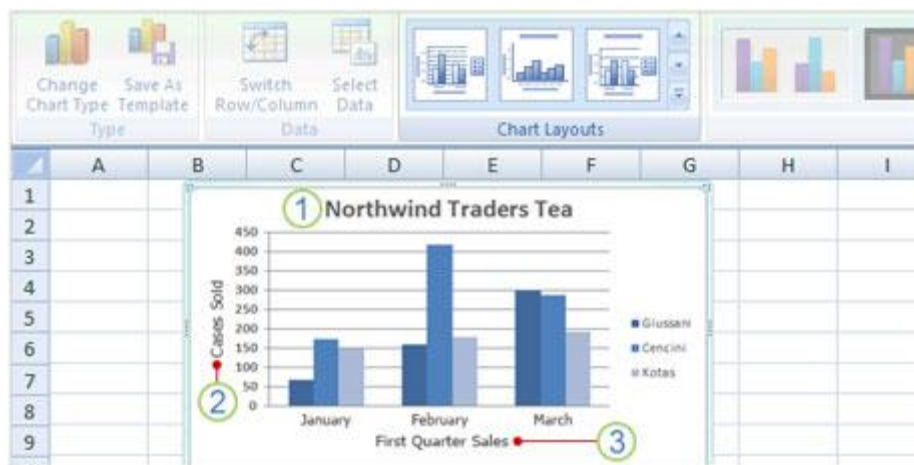 Change
Chart Type
Save As
Template
Switch
Row/Column
Select
Data
Type
Data
Chart Layouts
A B C D E F G H I
1
2
3
4
5
6
7
8
9
1 Northwind Traders Tea
450
400
350
300
250
200
150
100
50
0
Cases Sold
2
January February March
First Quarter Sales 3
Giussani
Cencini
Kotas